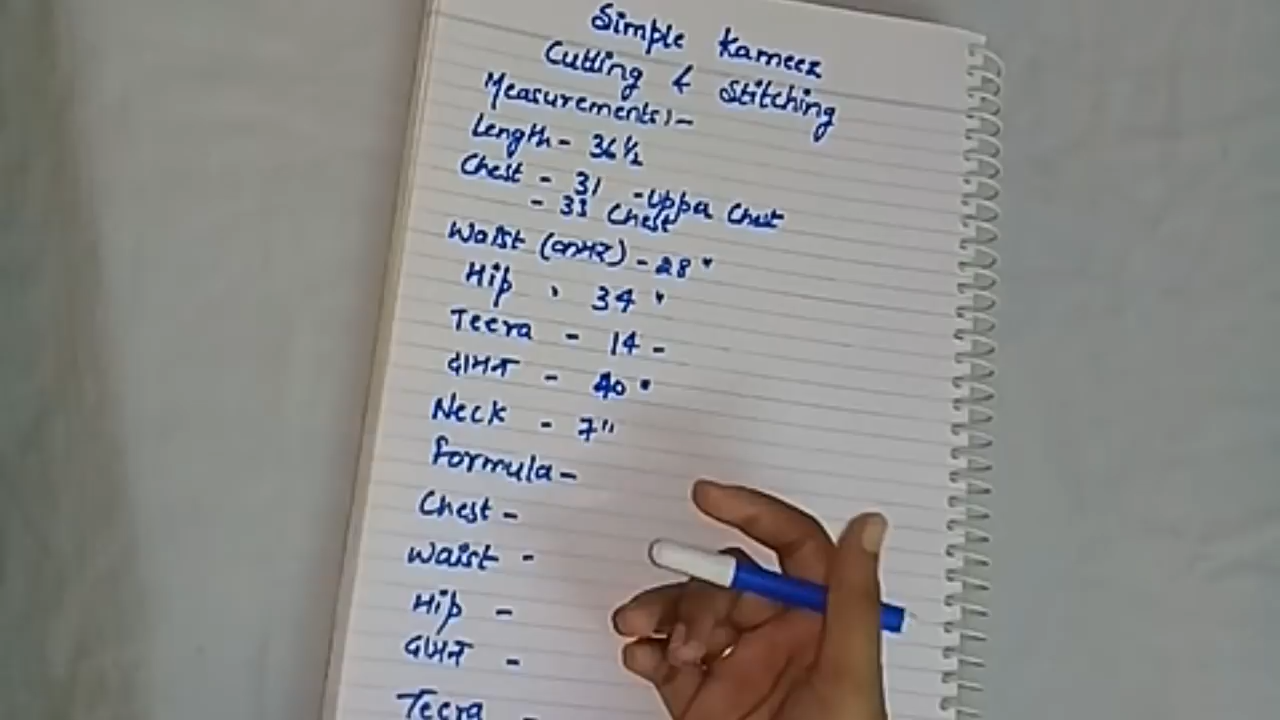 Simple Kameez
Cutting & Stitching
Measurements:-
Length - 36½
Chest - 31 - Upper Chest
- 33 Chest
Waist (कमर) - 28"
Hip , 34"
Teera - 14 -
ਘੇਰਾ - 40"
Neck - 7"
Formula -
Chest -
Waist -
Hip -
Teera -